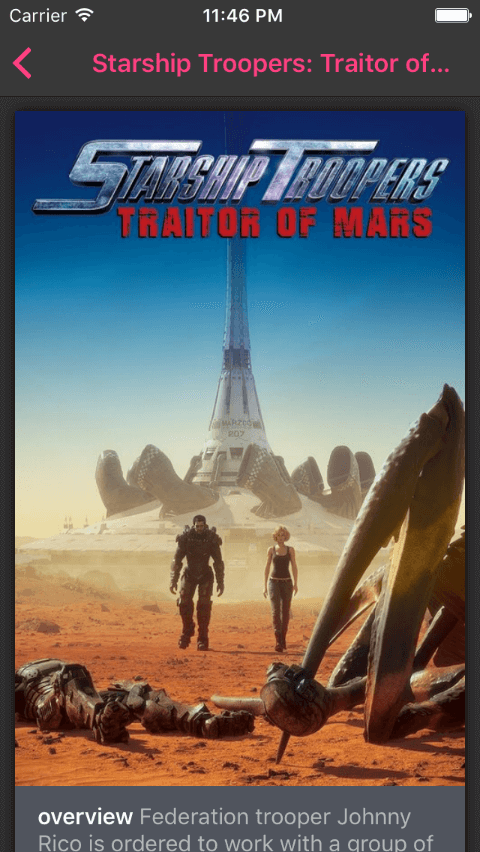 Carrier 11:46 PM
Starship Troopers: Traitor of...
STARSHIP TROOPERS
TRAITOR OF MARS
overview Federation trooper Johnny
Rico is ordered to work with a group of